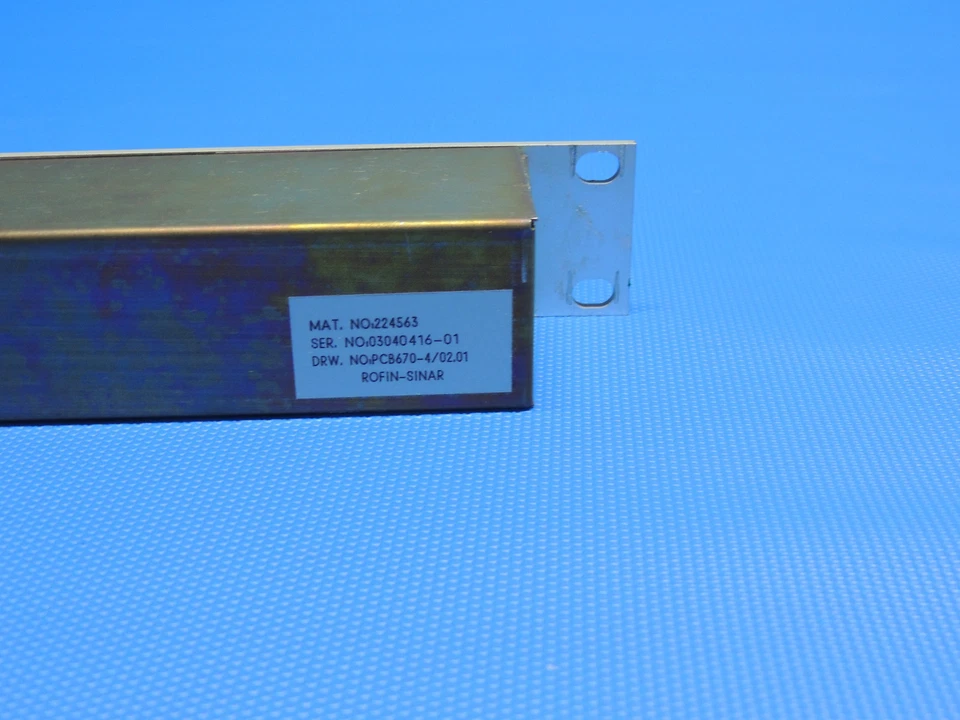 MAT. NO:224563
SER. NO:03040416-01
DRW. NO:PCB670-4/02.01
ROFIN-SINAR